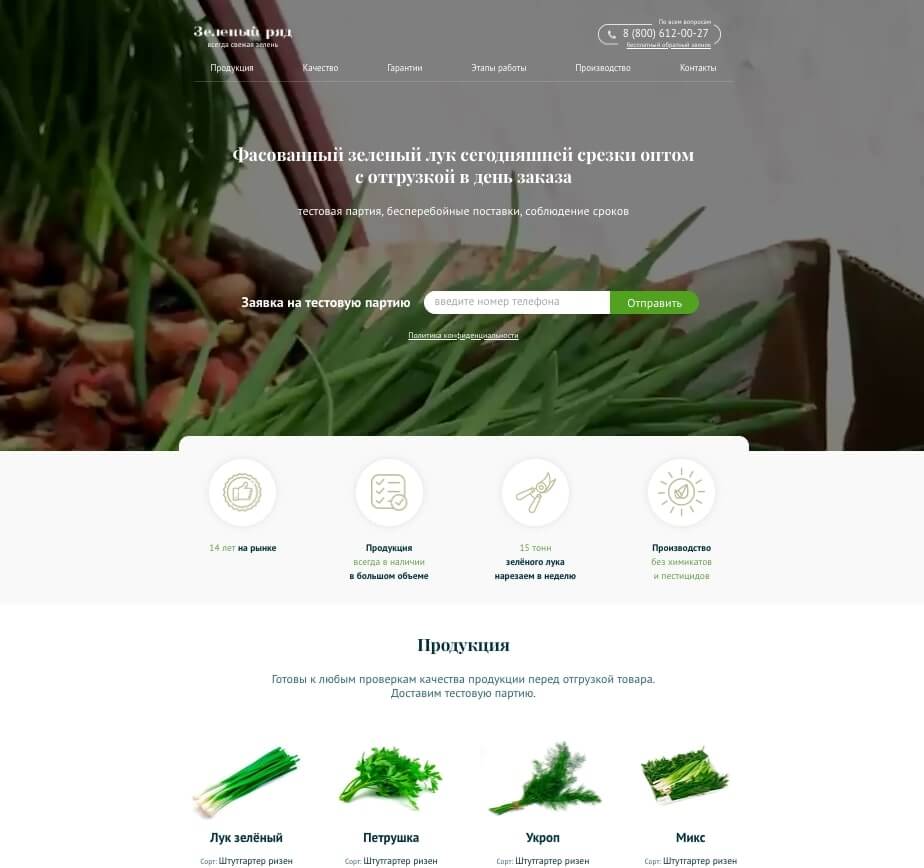 Зеленый ряд
всегда свежая зелень
По всем вопросам
8 (800) 612-00-27
бесплатный обратный звонок
Продукция
Качество
Гарантии
Этапы работы
Производство
Контакты
Фасованный зеленый лук сегодняшней срезки оптом
с отгрузкой в день заказа
тестовая партия, бесперебойные поставки, соблюдение сроков
Заявка на тестовую партию
введите номер телефона
Отправить
Политика конфиденциальности
14 лет на рынке
Продукция
всегда в наличии
в большом объеме
15 тонн
зелёного лука
нарезаем в неделю
Производство
без химикатов
и пестицидов
Продукция
Готовы к любым проверкам качества продукции перед отгрузкой товара.
Доставим тестовую партию.
Лук зелёный
Петрушка
Укроп
Микс
Сорт: Штутгартер ризен
Сорт: Штутгартер ризен
Сорт: Штутгартер ризен
Сорт: Штутгартер ризен